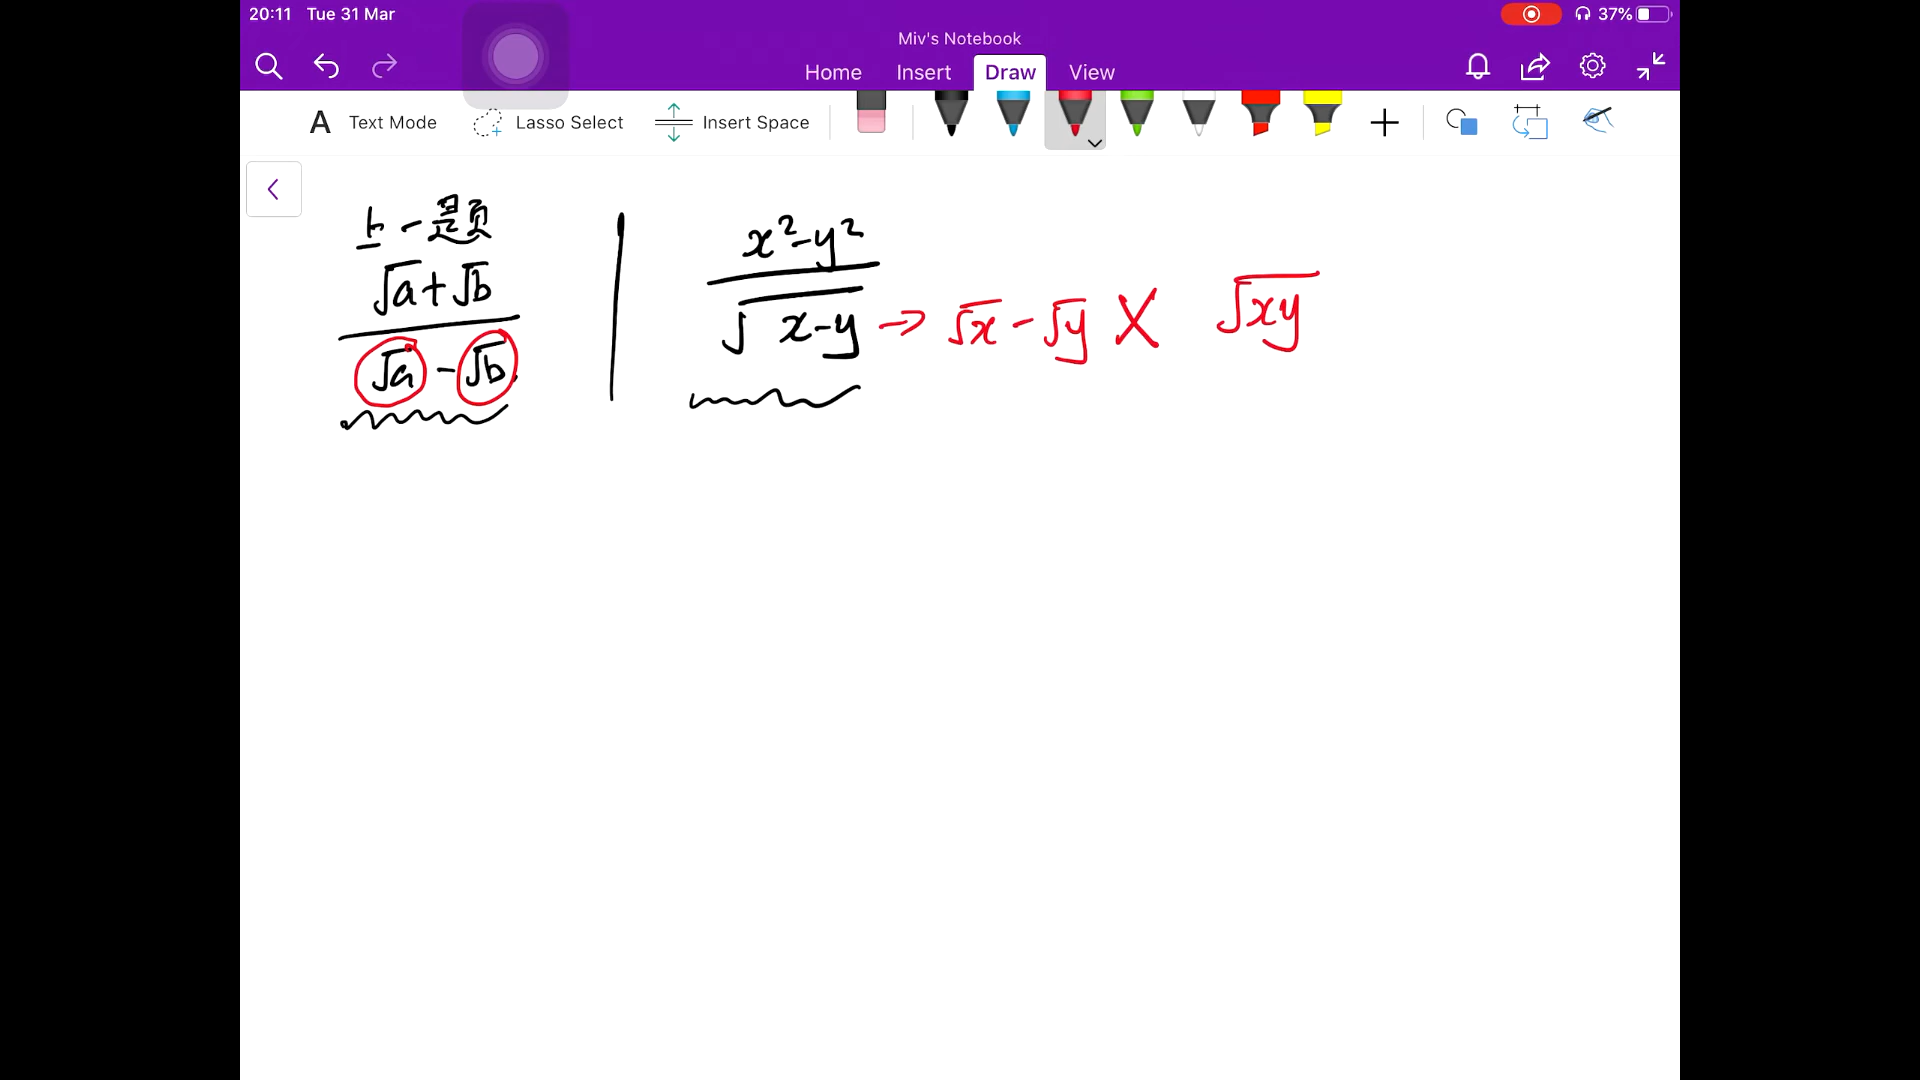 20:11 Tue 31 Mar
37%
Miv's Notebook
Home Insert Draw View
A Text Mode Lasso Select Insert Space
上一题页
√a+√b
√a-√b
x²-y²
√x-y → √x-√y X √xy